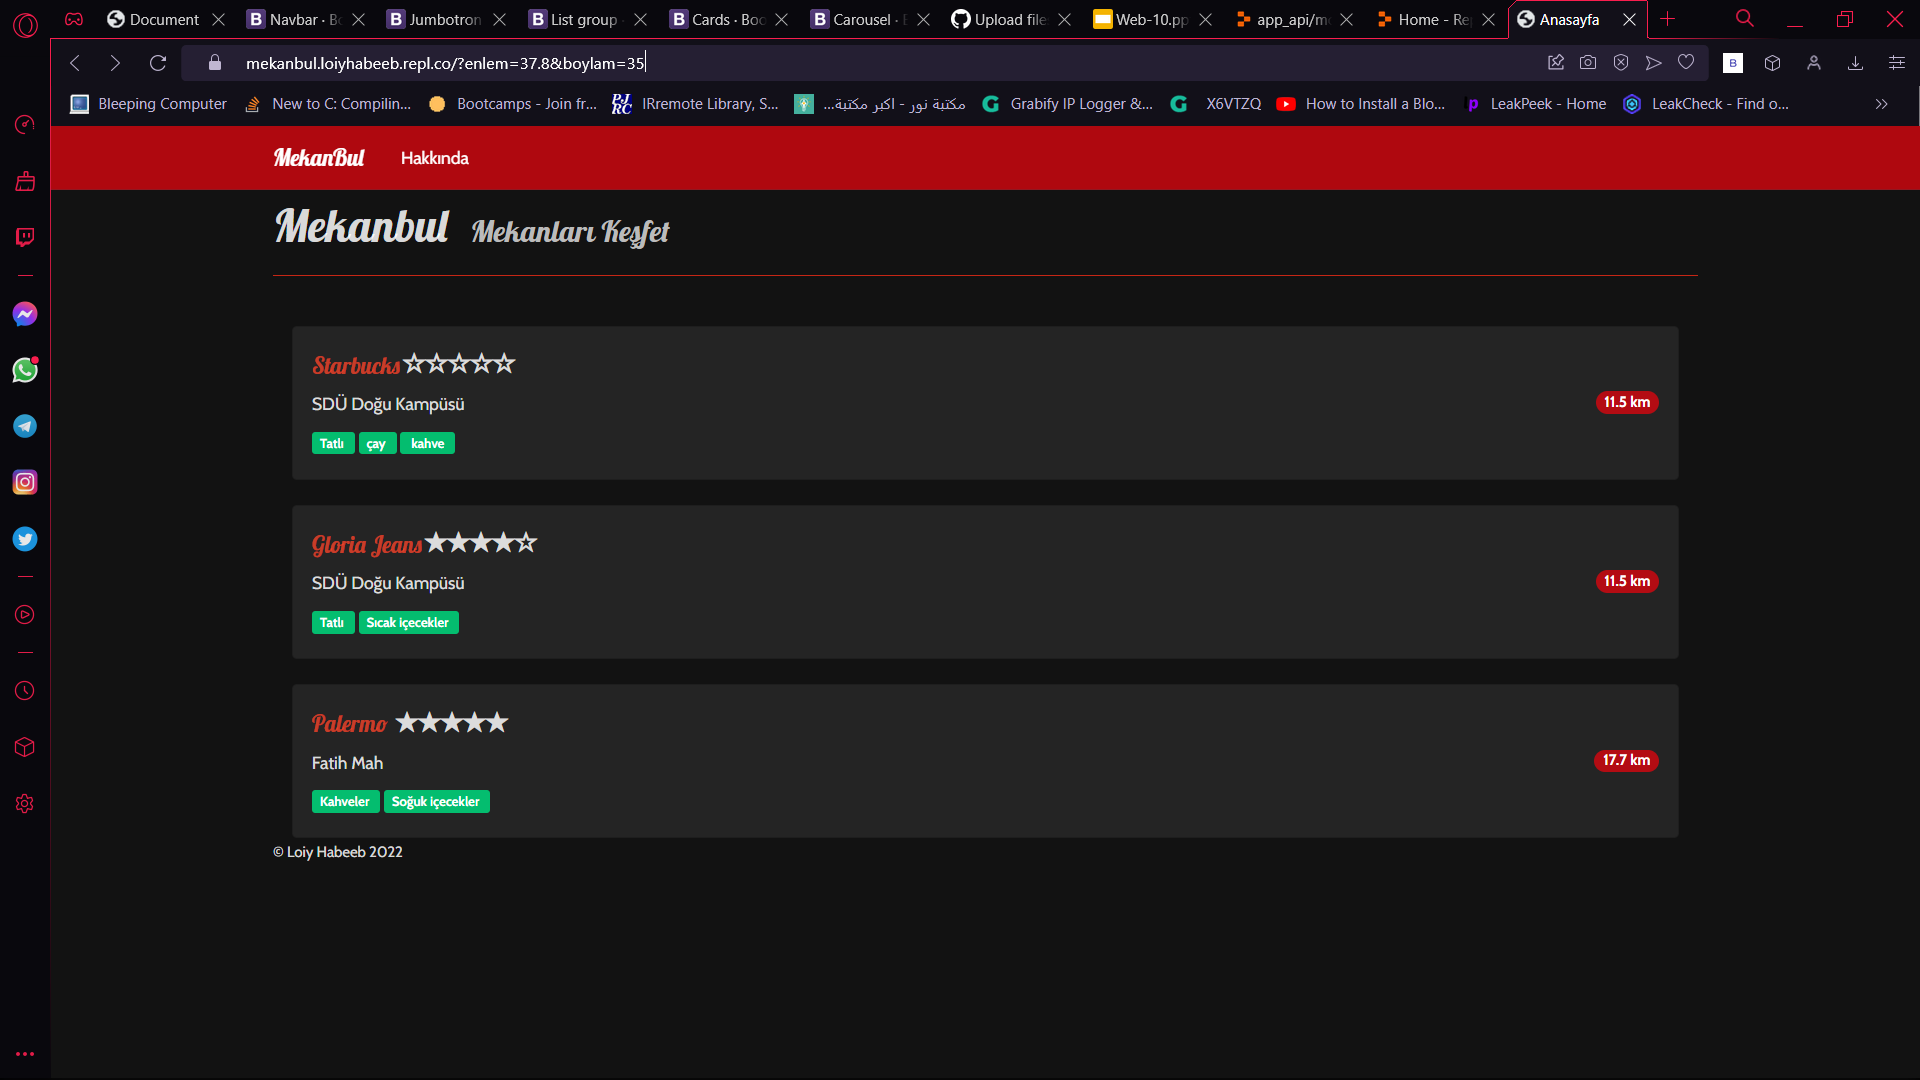 Document
Navbar · Bo
Jumbotron
List group ·
Cards · Boo
Carousel · B
Upload file
Web-10.pp
app_api/mo
Home - Rep
Anasayfa
mekanbul.loiyhabeeb.repl.co/?enlem=37.8&boylam=35
Bleeping Computer
New to C: Compilin...
Bootcamps - Join fr...
PJRC
IRremote Library, S...
مكتبة نور - اكبر مكتبة...
Grabify IP Logger &...
X6VTZQ
How to Install a Blo...
LeakPeek - Home
LeakCheck - Find o...
MekanBul
Hakkında
Mekanbul Mekanları Keşfet
Starbucks ☆☆☆☆☆
SDÜ Doğu Kampüsü
11.5 km
Tatlı çay kahve
Gloria Jeans ★★★★☆
SDÜ Doğu Kampüsü
11.5 km
Tatlı Sıcak içecekler
Palermo ★★★★★
Fatih Mah
17.7 km
Kahveler Soğuk içecekler
© Loiy Habeeb 2022